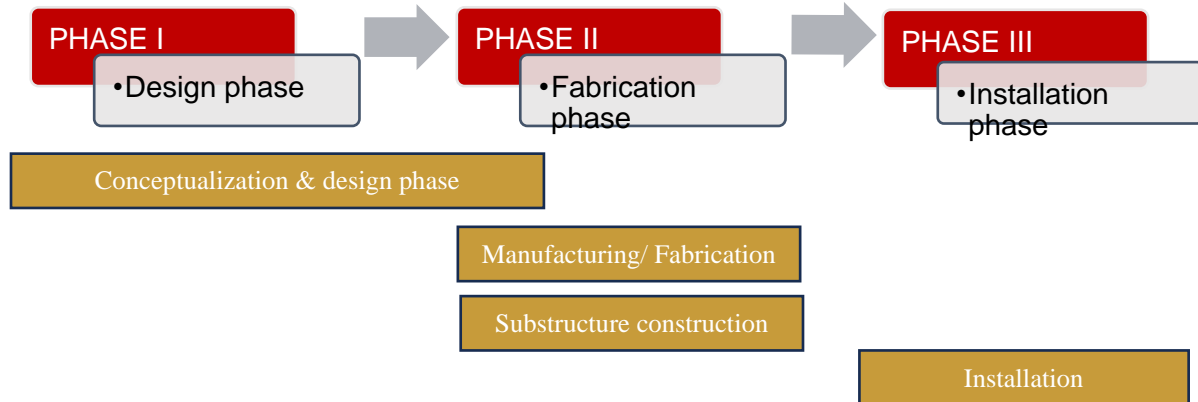 PHASE I
•Design phase
PHASE II
•Fabrication
phase
PHASE III
•Installation
phase
Conceptualization & design phase
Manufacturing/ Fabrication
Substructure construction
Installation